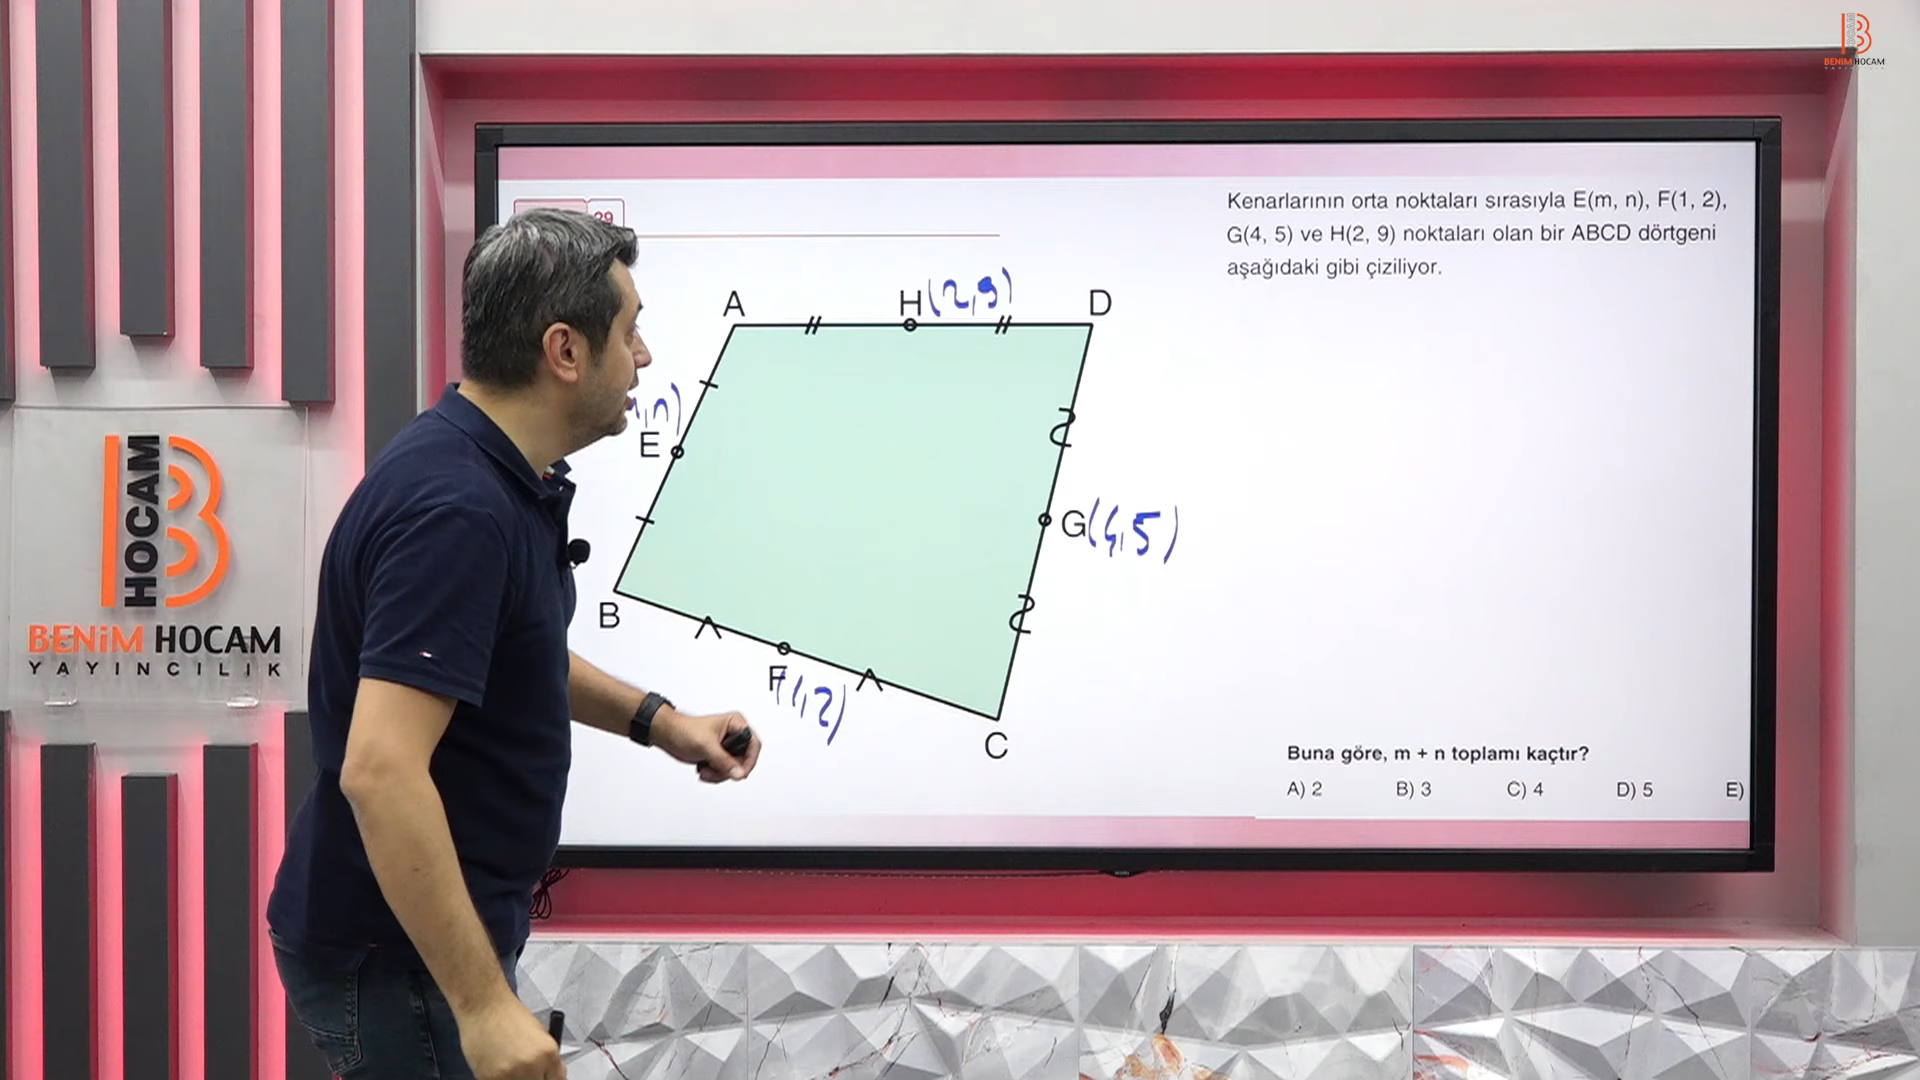 HOCAM
BENİM HOCAM
29
Kenarlarının orta noktaları sırasıyla E(m, n), F(1, 2),
G(4, 5) ve H(2, 9) noktaları olan bir ABCD dörtgeni
aşağıdaki gibi çiziliyor.
A
H(2,9)
D
,n)
E
G(4,5)
B
F(1,2)
C
HOCAM
BENİM HOCAM
YAYINCILIK
Buna göre, m + n toplamı kaçtır?
A) 2 B) 3 C) 4 D) 5 E)